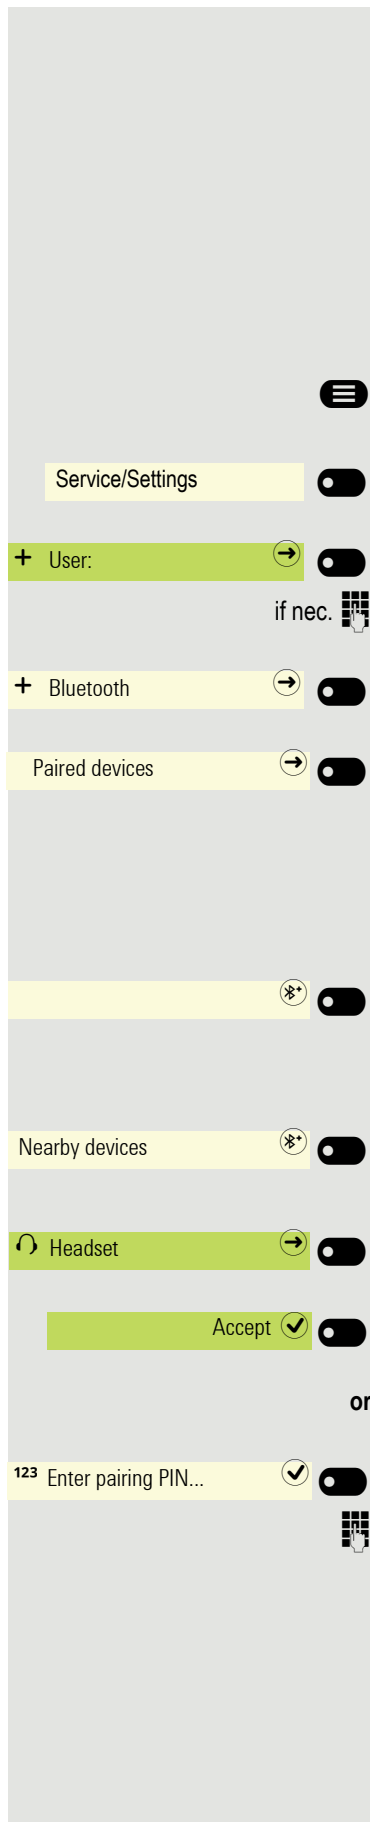 Service/Settings
+ User:
if nec.
+ Bluetooth
Paired devices
Nearby devices
Headset
Accept
or
123 Enter pairing PIN...